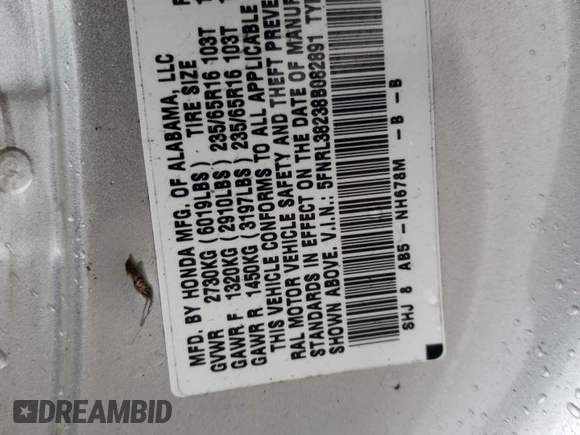 MFD. BY HONDA MFG. OF ALABAMA, LLC
GVWR 2730KG (6019LBS) TIRE SIZE
GAWR F 1320KG (2910LBS) 235/65R16 103T
GAWR R 1450KG (3197LBS) 235/65R16 103T
THIS VEHICLE CONFORMS TO ALL APPLICABLE
RAL MOTOR VEHICLE SAFETY AND THEFT PREVE
STANDARDS IN EFFECT ON THE DATE OF MANUF
SHOWN ABOVE. V.I.N.: 5FNRL38238B082891 TY
SHJ 8 AB5 -NH678M -B -B
DREAMBID